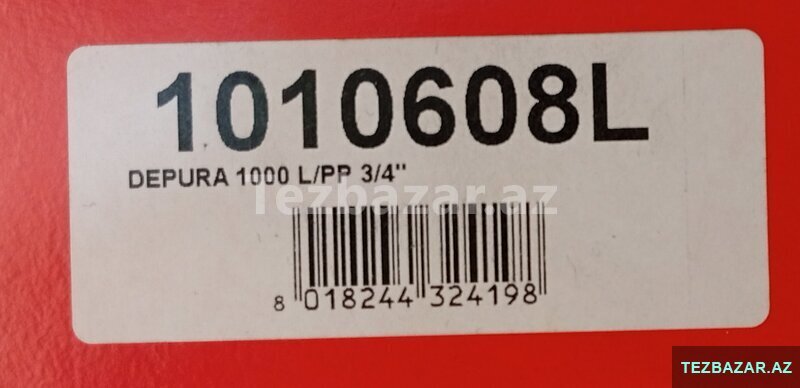 1010608L
DEPURA 1000 L/PP 3/4"
Tezbazar.az
8 018244 324198
TEZBAZAR.AZ